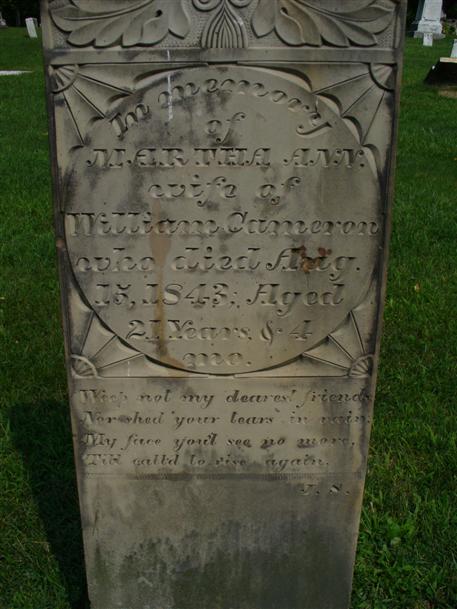 In memory
of
MARTHA ANN.
wife of
William Cameron
who died Aug.
15, 1843; Aged
21 Years & 4
mo.
Weep not my dearest friends
Nor shed your tears in vain,
My face you'll see no more,
Till call'd to rise again.
J. S.